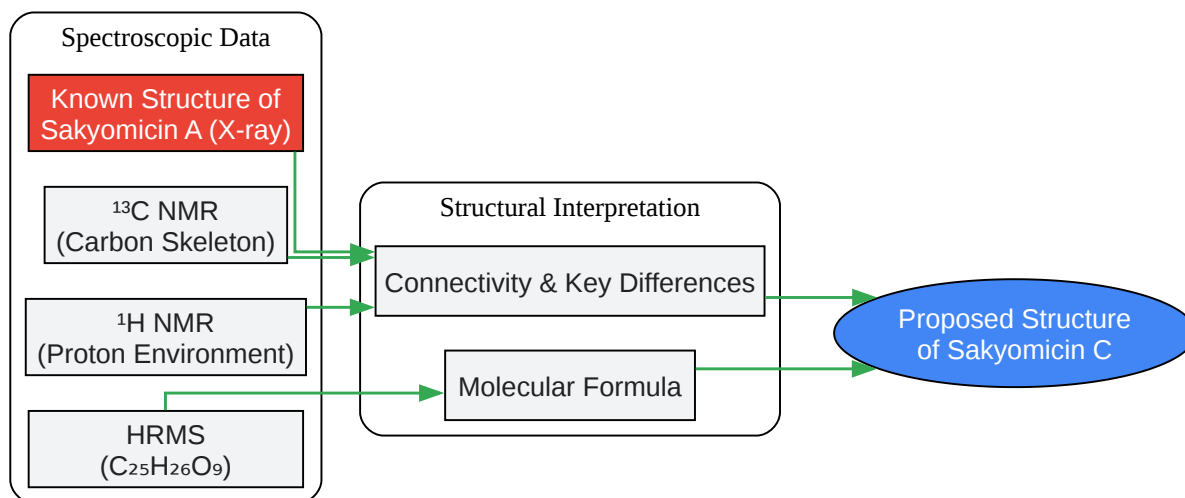 Spectroscopic Data
Known Structure of
Sakyomicin A (X-ray)
¹³C NMR
(Carbon Skeleton)
¹H NMR
(Proton Environment)
HRMS
(C₂₅H₂₆O₉)
Structural Interpretation
Connectivity & Key Differences
Molecular Formula
Proposed Structure
of Sakyomicin C